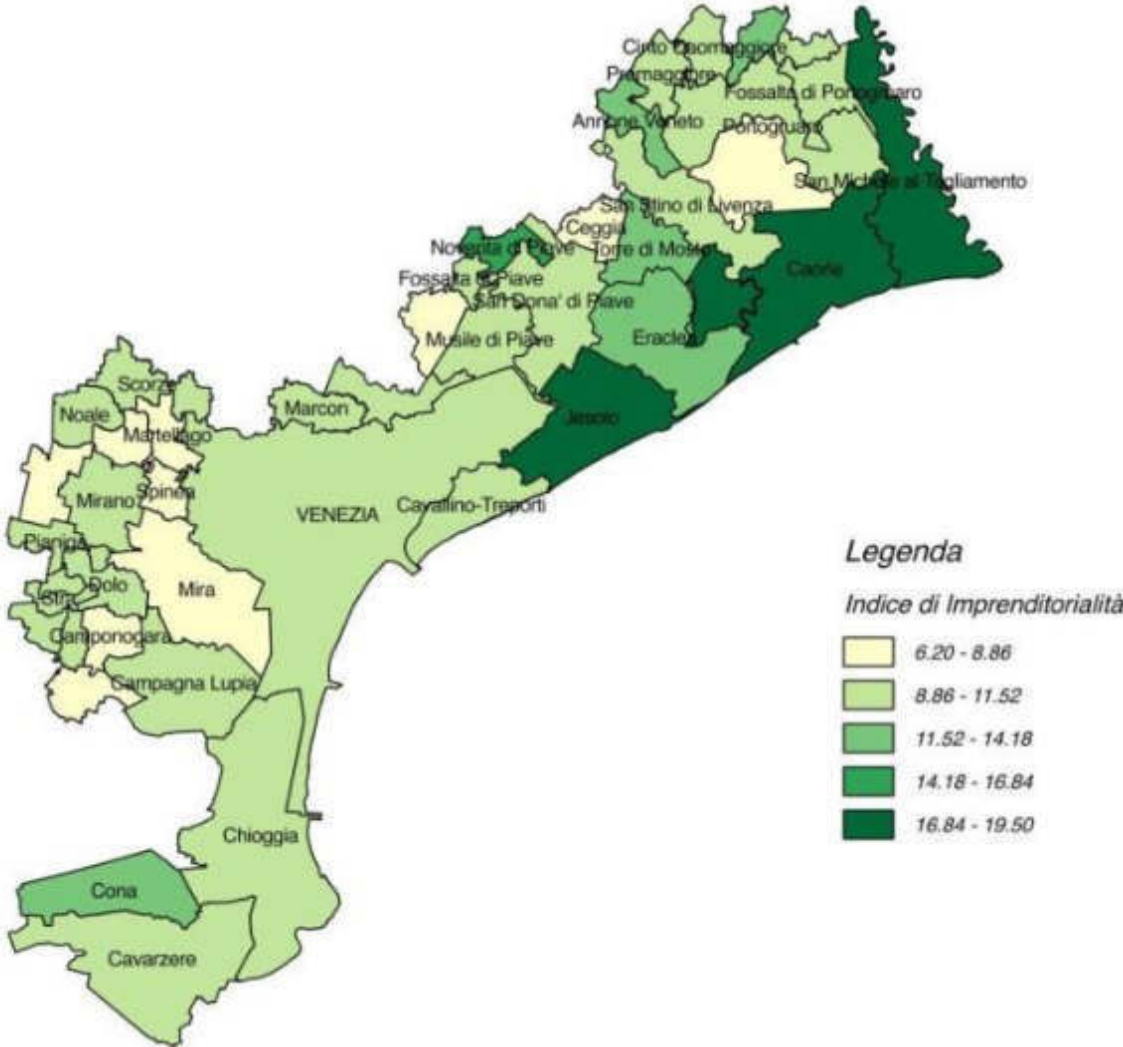 Cinto Caomaggiore
Pramaggiore
Fossalta di Portogruaro
Annone Veneto
Portogruaro
San Michele al Tagliamento
San Stino di Livenza
Ceggia
Noventa di Piave
Torre di Mosto
Caorle
Fossalta di Piave
San Dona' di Piave
Musile di Piave
Eraclea
Scorze
Marcon
Noale
Jesolo
Martellago
Spinea
Mirano
Cavallino-Treporti
VENEZIA
Pianiga
Dolo
Mira
Stra
Camponogara
Campagna Lupia
Chioggia
Cona
Cavarzere
Legenda
Indice di Imprenditorialità
6.20 - 8.86
8.86 - 11.52
11.52 - 14.18
14.18 - 16.84
16.84 - 19.50